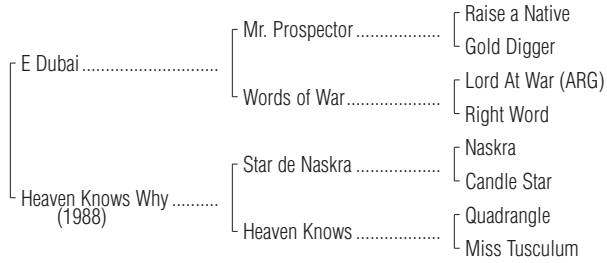 Raise a Native
Mr. Prospector ..................
Gold Digger
E Dubai .............................
Lord At War (ARG)
Words of War ....................
Right Word
Naskra
Star de Naskra ..................
Candle Star
Heaven Knows Why ..........
(1988)
Quadrangle
Heaven Knows ..................
Miss Tusculum